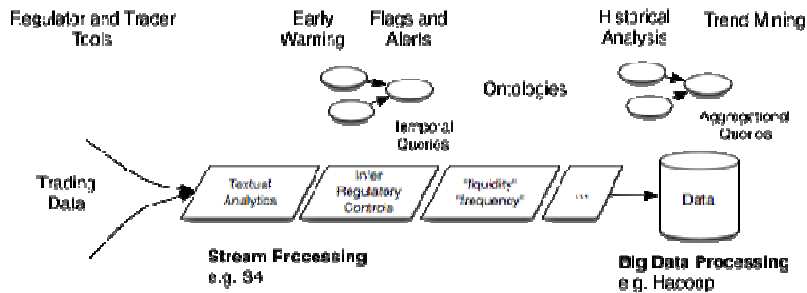 Regulator and Trader
Tools
Early
Warning
Flags and
Alerts
Historical
Analysis
Trend Mining
Ontologies
Temporal
Queries
Aggregational
Queries
Trading
Data
Textual
Analytics
Infer
Regulatory
Controls
"liquidity"
"frequency"
...
Data
Stream Processing
e.g. S4
Big Data Processing
e.g. Hadoop